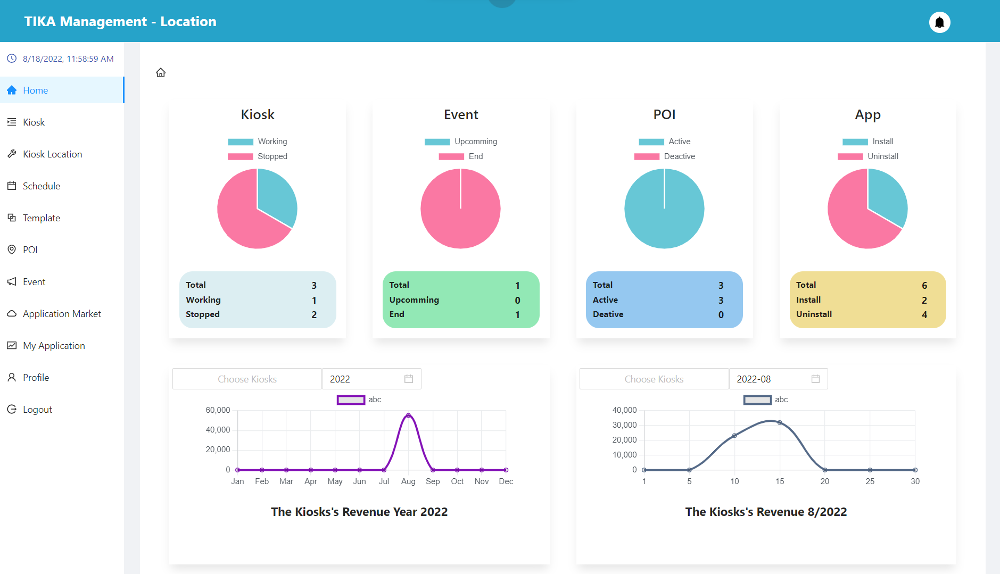 TIKA Management - Location
8/18/2022, 11:58:59 AM
Home
Kiosk
Kiosk Location
Schedule
Template
POI
Event
Application Market
My Application
Profile
Logout
Kiosk
Working
Stopped
Total 3
Working 1
Stopped 2
Event
Upcomming
End
Total 1
Upcomming 0
End 1
POI
Active
Deactive
Total 3
Active 3
Deative 0
App
Install
Uninstall
Total 6
Install 2
Uninstall 4
Choose Kiosks 2022
abc
60,000
40,000
20,000
0
Jan Feb Mar Apr May Jun Jul Aug Sep Oct Nov Dec
The Kiosks's Revenue Year 2022
Choose Kiosks 2022-08
abc
40,000
30,000
20,000
10,000
0
1 5 10 15 20 25 30
The Kiosks's Revenue 8/2022